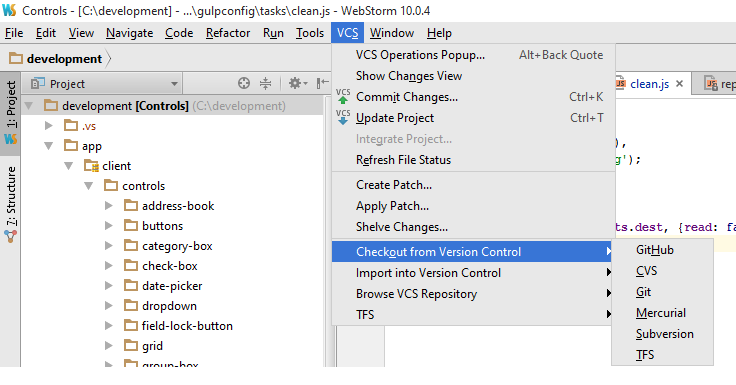 Controls - [C:\development] - ...\gulpconfig\tasks\clean.js - WebStorm 10.0.4
File Edit View Navigate Code Refactor Run Tools VCS Window Help
development
VCS Operations Popup... Alt+Back Quote
Show Changes View
Commit Changes... Ctrl+K
Update Project Ctrl+T
Integrate Project...
Refresh File Status
Create Patch...
Apply Patch...
Shelve Changes...
Checkout from Version Control
Import into Version Control
Browse VCS Repository
TFS
GitHub
CVS
Git
Mercurial
Subversion
TFS
1: Project
7: Structure
Project
development [Controls] (C:\development)
.vs
app
client
controls
address-book
buttons
category-box
check-box
date-picker
dropdown
field-lock-button
grid
group-box
VCS
VCS
clean.js
rep
),
g');
ts.dest, {read: fa